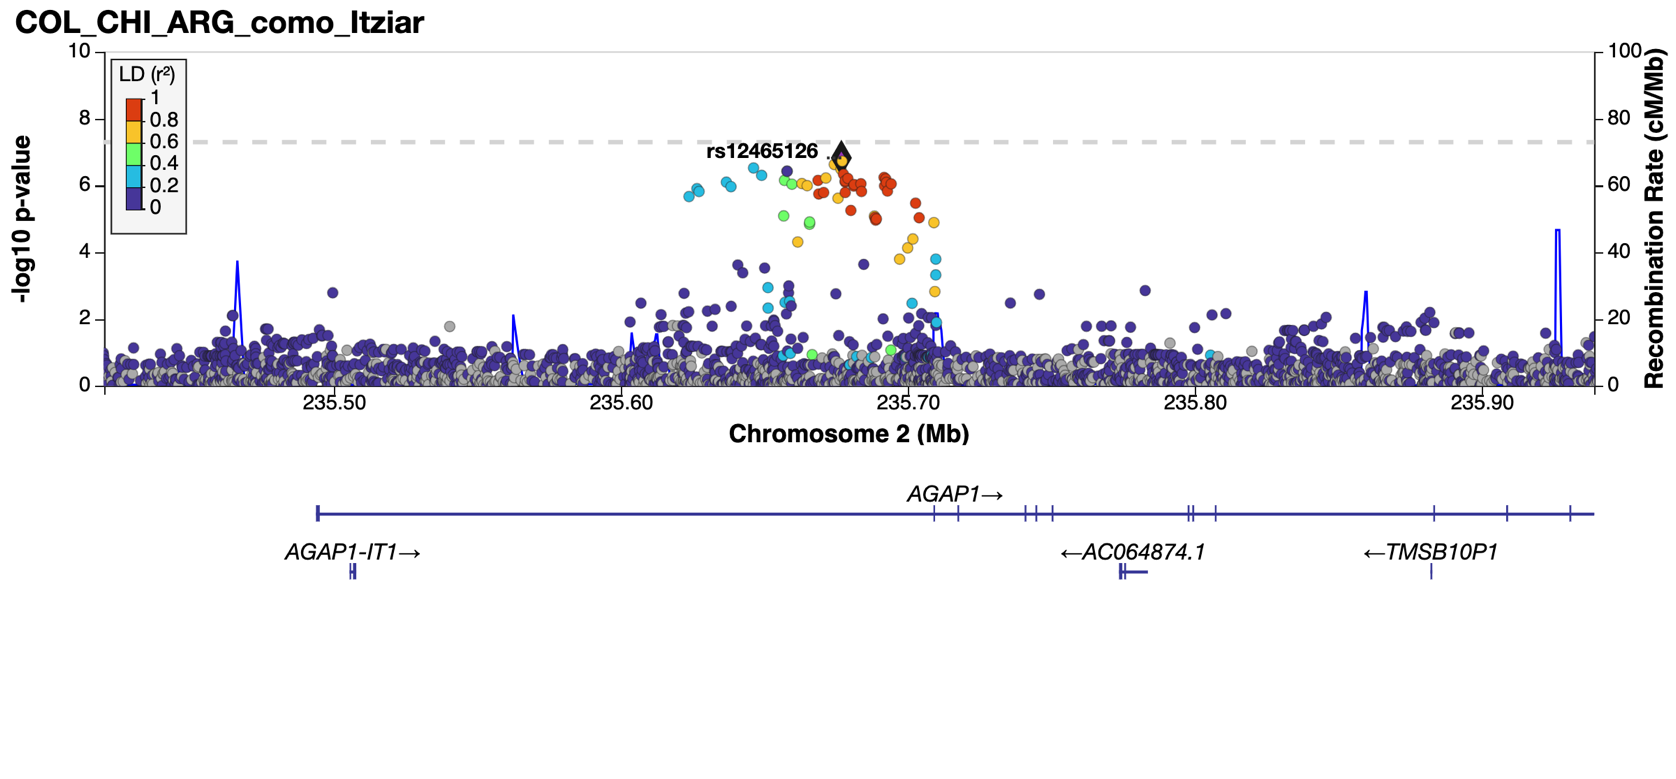 COL_CHI_ARG_como_Itziar
10
100
LD (r²)
1
0.8
0.6
0.4
0.2
0
8
80
rs12465126
6
60
4
40
2
20
0
0
-log10 p-value
Recombination Rate (cM/Mb)
235.50
235.60
235.70
235.80
235.90
Chromosome 2 (Mb)
AGAP1→
AGAP1-IT1→
←AC064874.1
←TMSB10P1